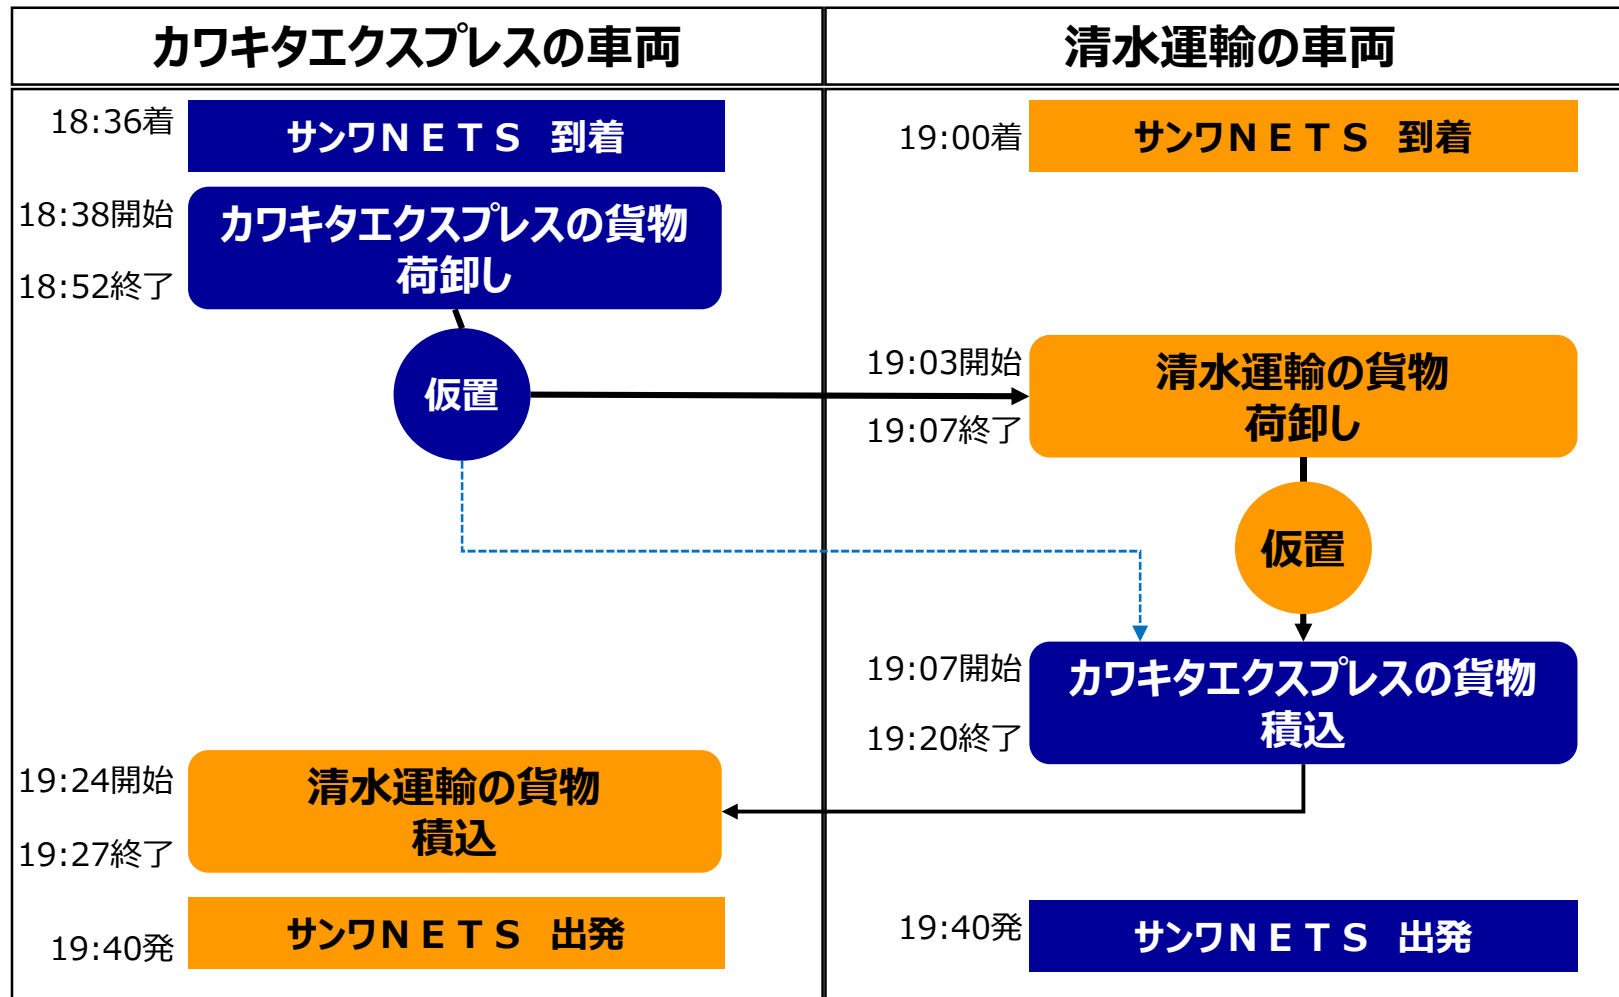 カワキタエクスプレスの車両
清水運輸の車両
18:36着
サンワＮＥＴＳ 到着
19:00着
サンワＮＥＴＳ 到着
18:38開始
18:52終了
カワキタエクスプレスの貨物
荷卸し
仮置
19:03開始
19:07終了
清水運輸の貨物
荷卸し
仮置
19:07開始
19:20終了
カワキタエクスプレスの貨物
積込
19:24開始
19:27終了
清水運輸の貨物
積込
19:40発
サンワＮＥＴＳ 出発
19:40発
サンワＮＥＴＳ 出発